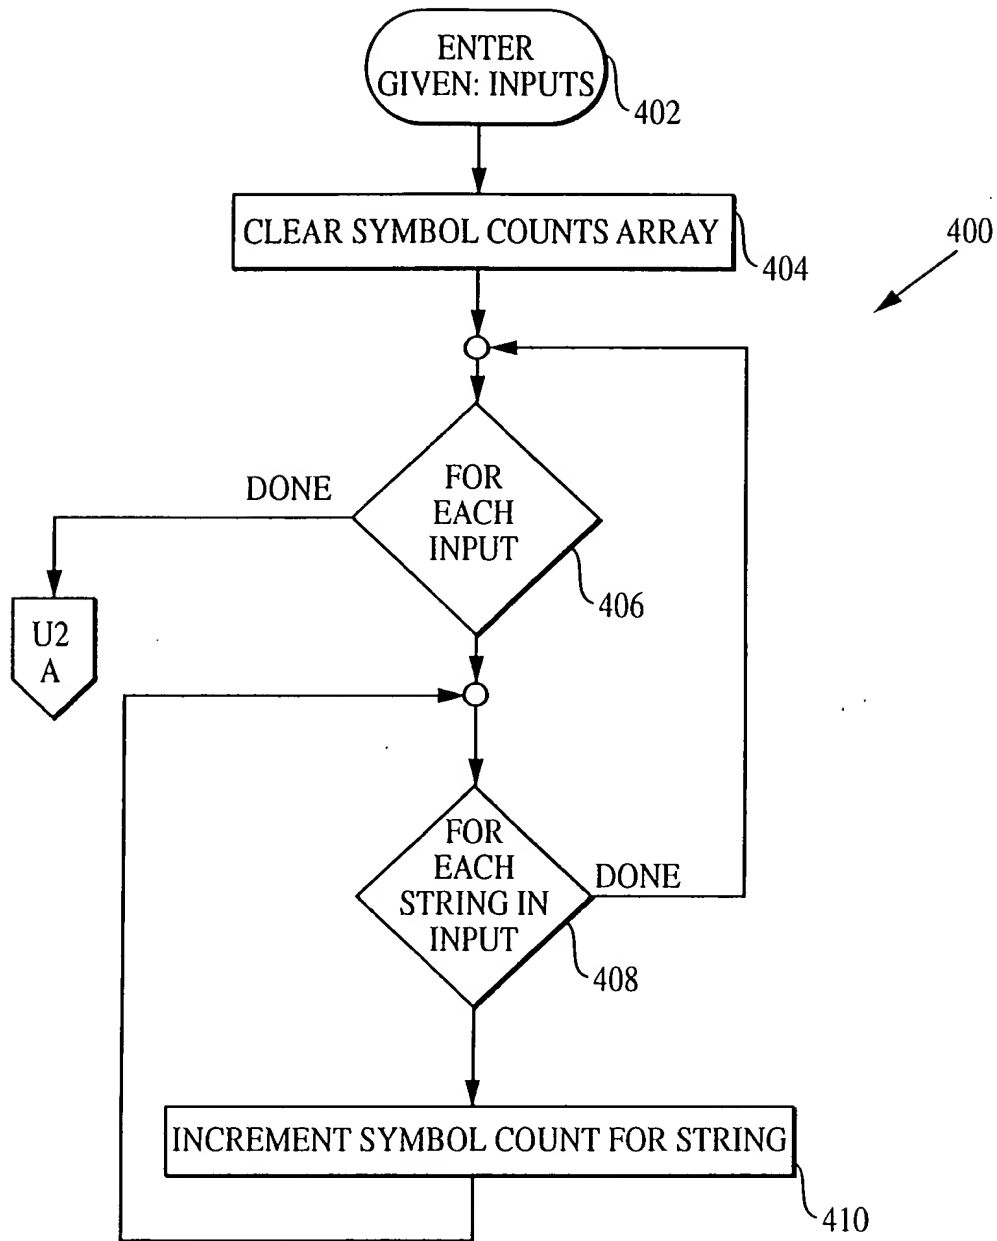 ENTER
GIVEN: INPUTS
402
CLEAR SYMBOL COUNTS ARRAY
404
400
FOR
EACH
INPUT
DONE
406
U2
A
FOR
EACH
STRING IN
INPUT
DONE
408
INCREMENT SYMBOL COUNT FOR STRING
410